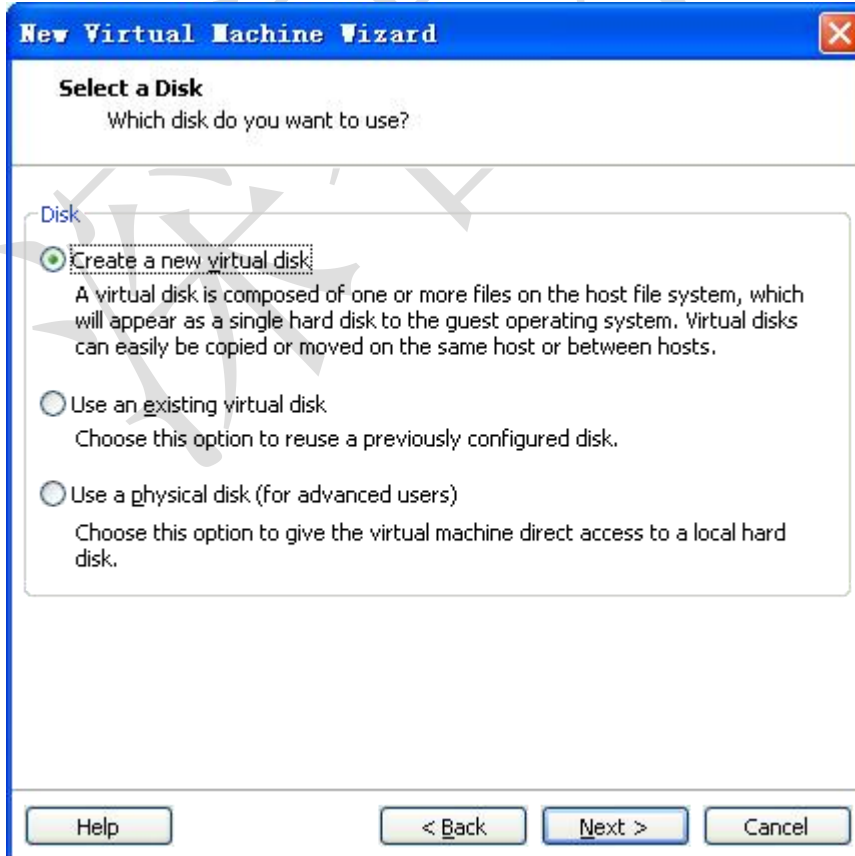 New Virtual Machine Wizard
Select a Disk
Which disk do you want to use?
Disk
Create a new virtual disk
A virtual disk is composed of one or more files on the host file system, which
will appear as a single hard disk to the guest operating system. Virtual disks
can easily be copied or moved on the same host or between hosts.
Use an existing virtual disk
Choose this option to reuse a previously configured disk.
Use a physical disk (for advanced users)
Choose this option to give the virtual machine direct access to a local hard
disk.
Help
< Back
Next >
Cancel